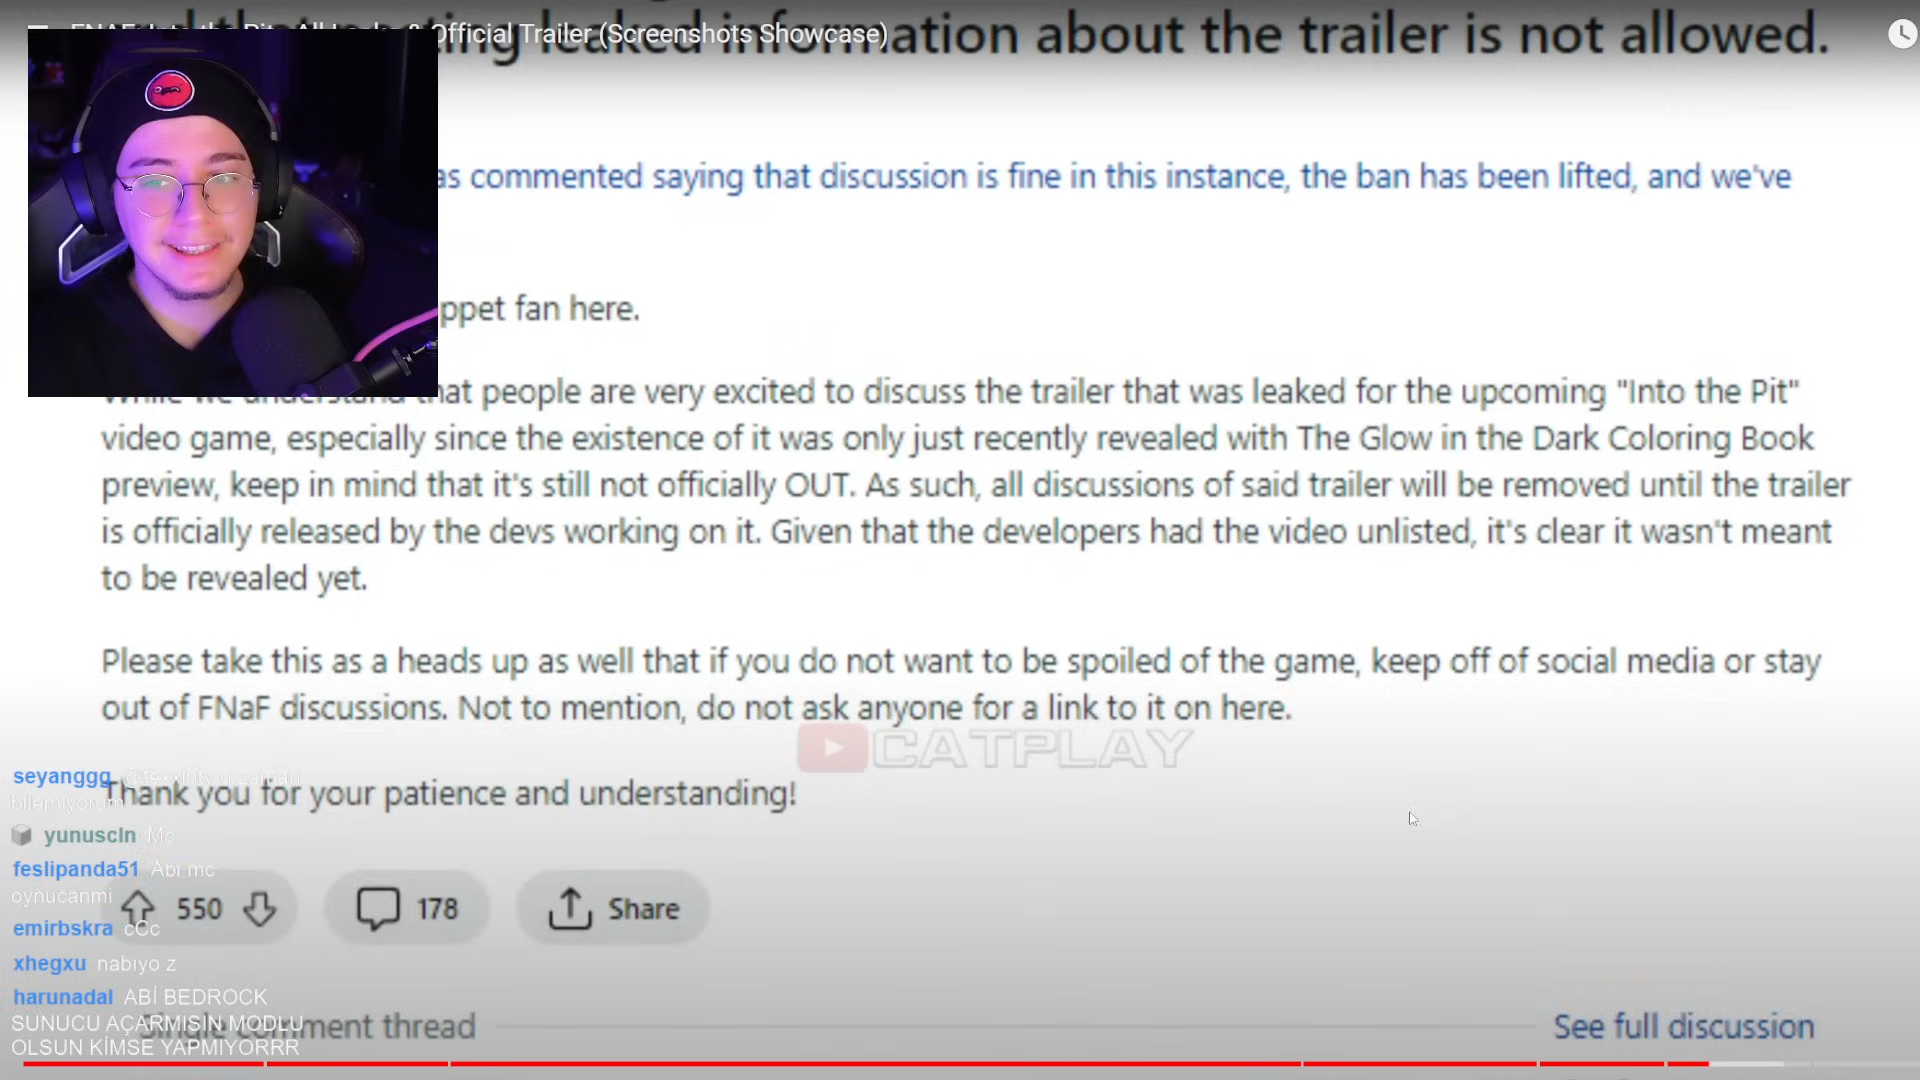 Official Trailer (Screenshots Showcase)
ting leaked information about the trailer is not allowed.
as commented saying that discussion is fine in this instance, the ban has been lifted, and we've
ppet fan here.
that people are very excited to discuss the trailer that was leaked for the upcoming "Into the Pit"
video game, especially since the existence of it was only just recently revealed with The Glow in the Dark Coloring Book
preview, keep in mind that it's still not officially OUT. As such, all discussions of said trailer will be removed until the trailer
is officially released by the devs working on it. Given that the developers had the video unlisted, it's clear it wasn't meant
to be revealed yet.
Please take this as a heads up as well that if you do not want to be spoiled of the game, keep off of social media or stay
out of FNaF discussions. Not to mention, do not ask anyone for a link to it on here.
CATPLAY
Thank you for your patience and understanding!
seyanggg
bilemiyorum
yunuscln Mc
feslipanda51 Abi mc
oynucanmi
550
178
Share
emirbskra cCc
xhegxu nabıyo z
harunadal ABİ BEDROCK
SUNUCU AÇARMISIN MODLU
OLSUN KİMSE YAPMIYORRR
Single comment thread
See full discussion